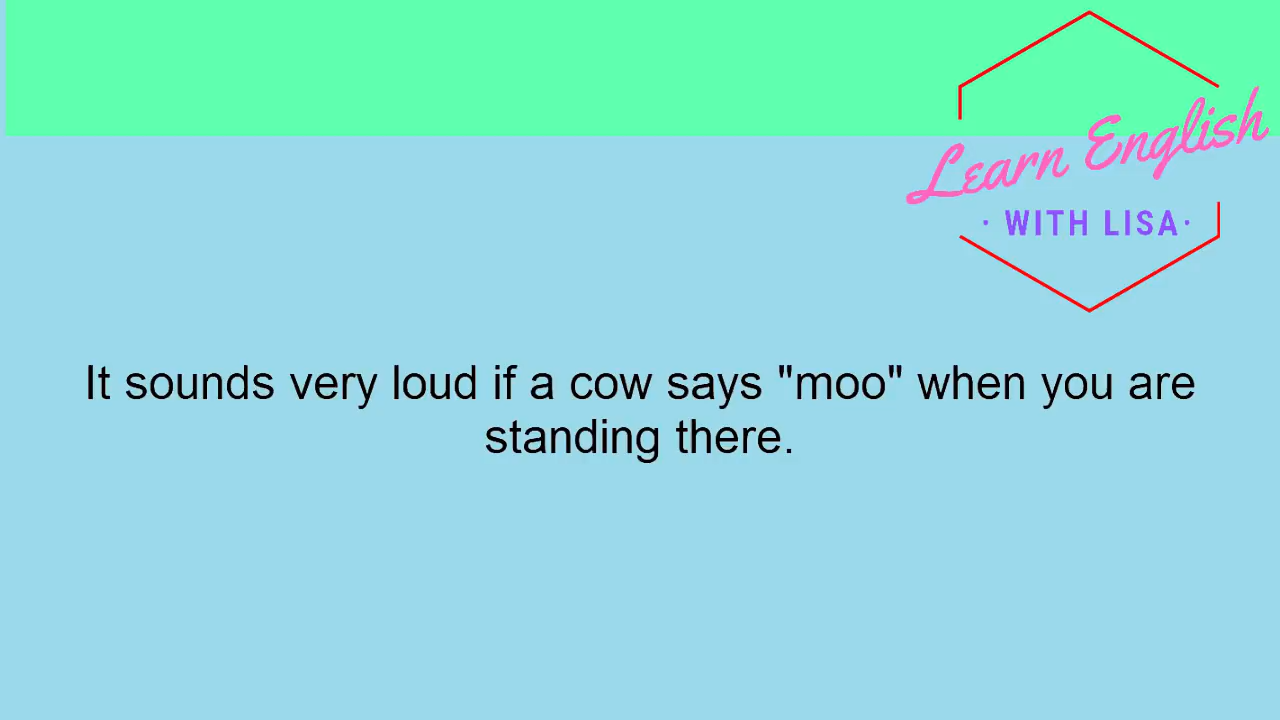 Learn English
· WITH LISA·
It sounds very loud if a cow says "moo" when you are
standing there.